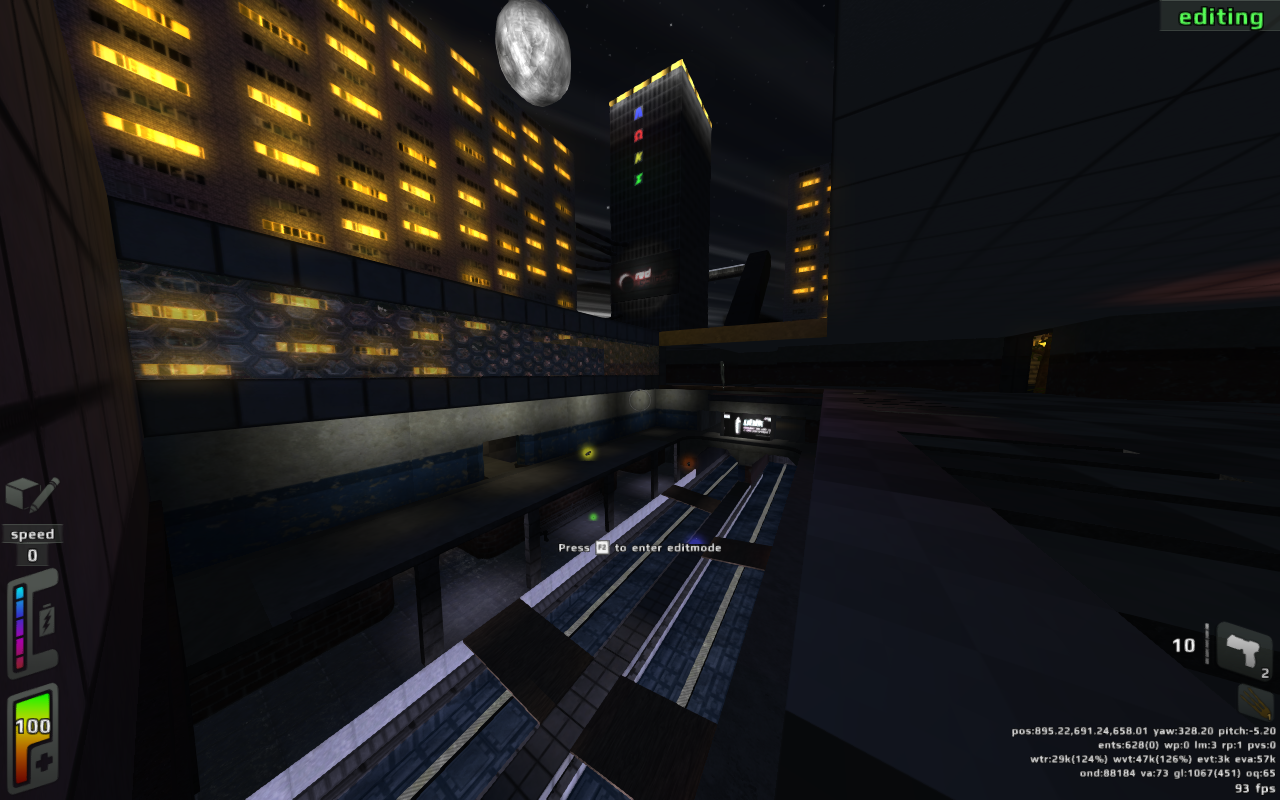 editing
red
Press F2 to enter editmode
speed
0
100
10
2
pos:895.22,691.24,658.01 yaw:328.20 pitch:-5.20
ents:628(0) wp:0 lm:3 rp:1 pvs:0
wtr:29k(124%) wvt:47k(126%) evt:3k eva:57k
ond:88184 va:73 gl:1067(451) oq:65
93 fps